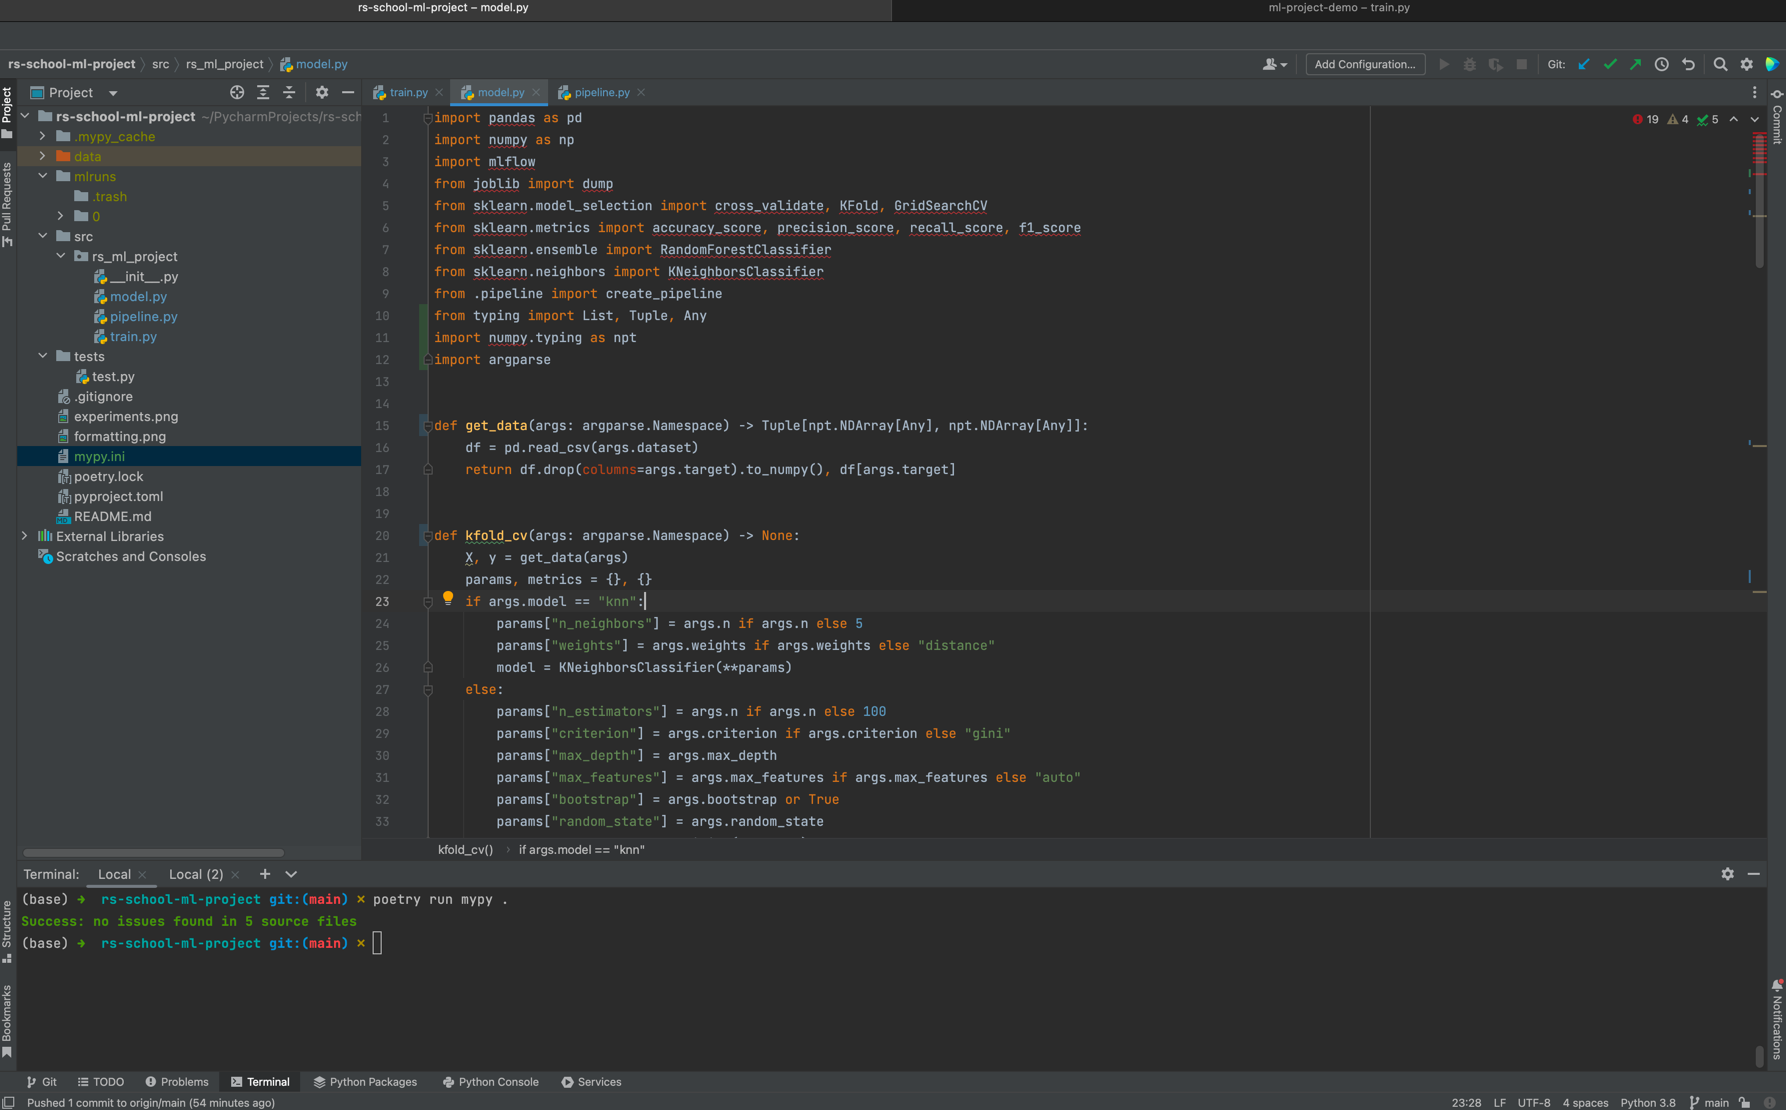 rs-school-ml-project – model.py
ml-project-demo – train.py
rs-school-ml-project
src
rs_ml_project
model.py
Add Configuration...
Git:
Project
Project
train.py
model.py
pipeline.py
Commit
Pull Requests
rs-school-ml-project ~/PycharmProjects/rs-sch
.mypy_cache
data
mlruns
.trash
0
src
rs_ml_project
__init__.py
model.py
pipeline.py
train.py
tests
test.py
.gitignore
experiments.png
formatting.png
mypy.ini
poetry.lock
pyproject.toml
README.md
External Libraries
Scratches and Consoles
19 4 5
1 import pandas as pd
2 import numpy as np
3 import mlflow
4 from joblib import dump
5 from sklearn.model_selection import cross_validate, KFold, GridSearchCV
6 from sklearn.metrics import accuracy_score, precision_score, recall_score, f1_score
7 from sklearn.ensemble import RandomForestClassifier
8 from sklearn.neighbors import KNeighborsClassifier
9 from .pipeline import create_pipeline
10 from typing import List, Tuple, Any
11 import numpy.typing as npt
12 import argparse
13
14
15 def get_data(args: argparse.Namespace) -> Tuple[npt.NDArray[Any], npt.NDArray[Any]]:
16 df = pd.read_csv(args.dataset)
17 return df.drop(columns=args.target).to_numpy(), df[args.target]
18
19
20 def kfold_cv(args: argparse.Namespace) -> None:
21 X, y = get_data(args)
22 params, metrics = {}, {}
23 if args.model == "knn":
24 params["n_neighbors"] = args.n if args.n else 5
25 params["weights"] = args.weights if args.weights else "distance"
26 model = KNeighborsClassifier(**params)
27 else:
28 params["n_estimators"] = args.n if args.n else 100
29 params["criterion"] = args.criterion if args.criterion else "gini"
30 params["max_depth"] = args.max_depth
31 params["max_features"] = args.max_features if args.max_features else "auto"
32 params["bootstrap"] = args.bootstrap or True
33 params["random_state"] = args.random_state
kfold_cv() if args.model == "knn"
Terminal: Local Local (2)
(base) ➜ rs-school-ml-project git:(main) ✗ poetry run mypy .
Success: no issues found in 5 source files
(base) ➜ rs-school-ml-project git:(main) ✗
Structure
Bookmarks
Notifications
Git TODO Problems Terminal Python Packages Python Console Services
Pushed 1 commit to origin/main (54 minutes ago)
23:28 LF UTF-8 4 spaces Python 3.8 main